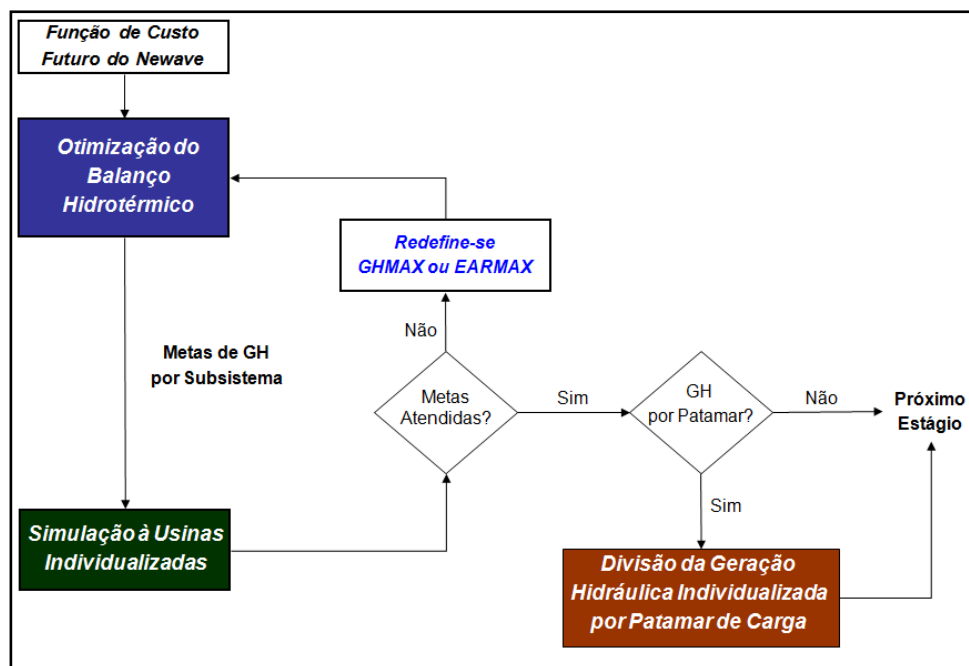 Função de Custo
Futuro do Newave
Otimização do
Balanço
Hidrotérmico
Redefine-se
GHMAX ou EARMAX
Não
Metas de GH
por Subsistema
Metas
Atendidas?
Sim
GH
por Patamar?
Não
Próximo
Estágio
Sim
Simulação à Usinas
Individualizadas
Divisão da Geração
Hidráulica Individualizada
por Patamar de Carga